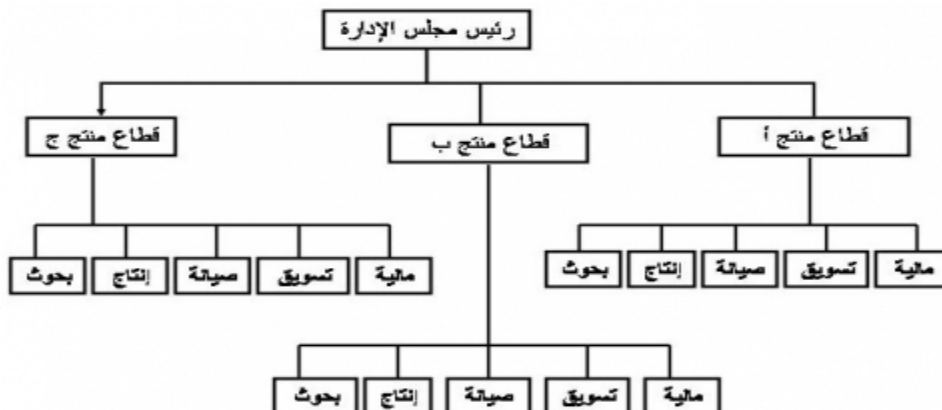 رئيس مجلس الإدارة
قطاع منتج أ
قطاع منتج ب
قطاع منتج ج
مالية
تسويق
صيانة
إنتاج
بحوث
مالية
تسويق
صيانة
إنتاج
بحوث
مالية
تسويق
صيانة
إنتاج
بحوث